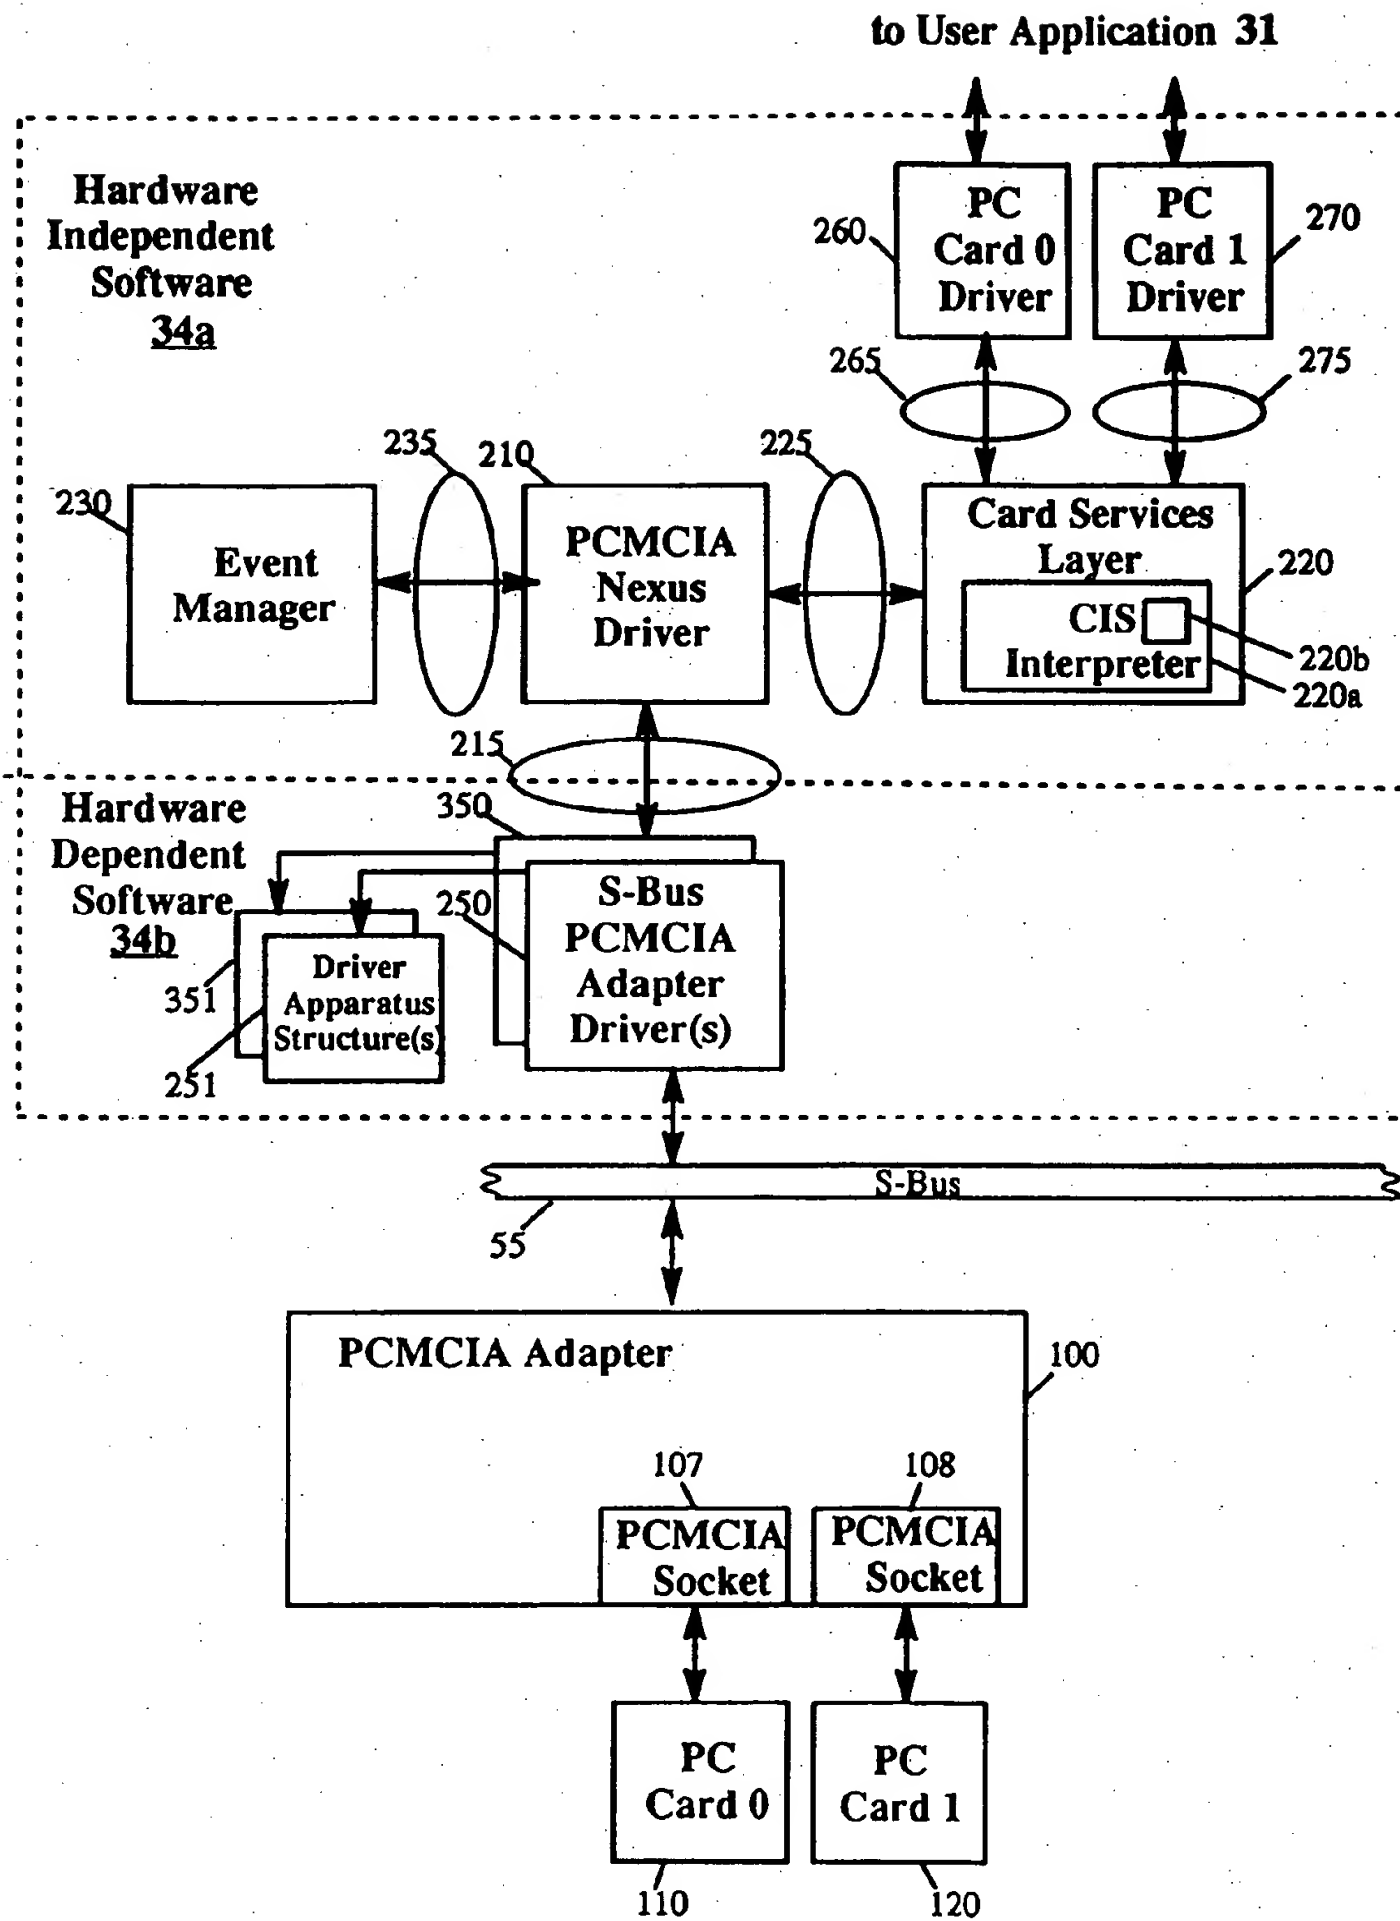 to User Application 31
Hardware
Independent
Software
34a
260
PC
Card 0
Driver
PC
Card 1
Driver
270
265
275
235
210
225
230
Event
Manager
PCMCIA
Nexus
Driver
Card Services
Layer
CIS
Interpreter
220
220b
220a
215
Hardware
Dependent
Software
34b
350
250
S-Bus
PCMCIA
Adapter
Driver(s)
351
251
Driver
Apparatus
Structure(s)
S-Bus
55
PCMCIA Adapter
100
107
108
PCMCIA
Socket
PCMCIA
Socket
PC
Card 0
PC
Card 1
110
120